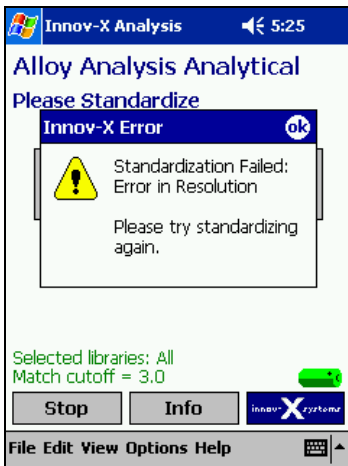 Innov-X Analysis 5:25
Alloy Analysis Analytical
Please Standardize
Innov-X Error ok
Standardization Failed:
Error in Resolution
Please try standardizing
again.
Selected libraries: All
Match cutoff = 3.0
Stop Info innov-X systems
File Edit View Options Help